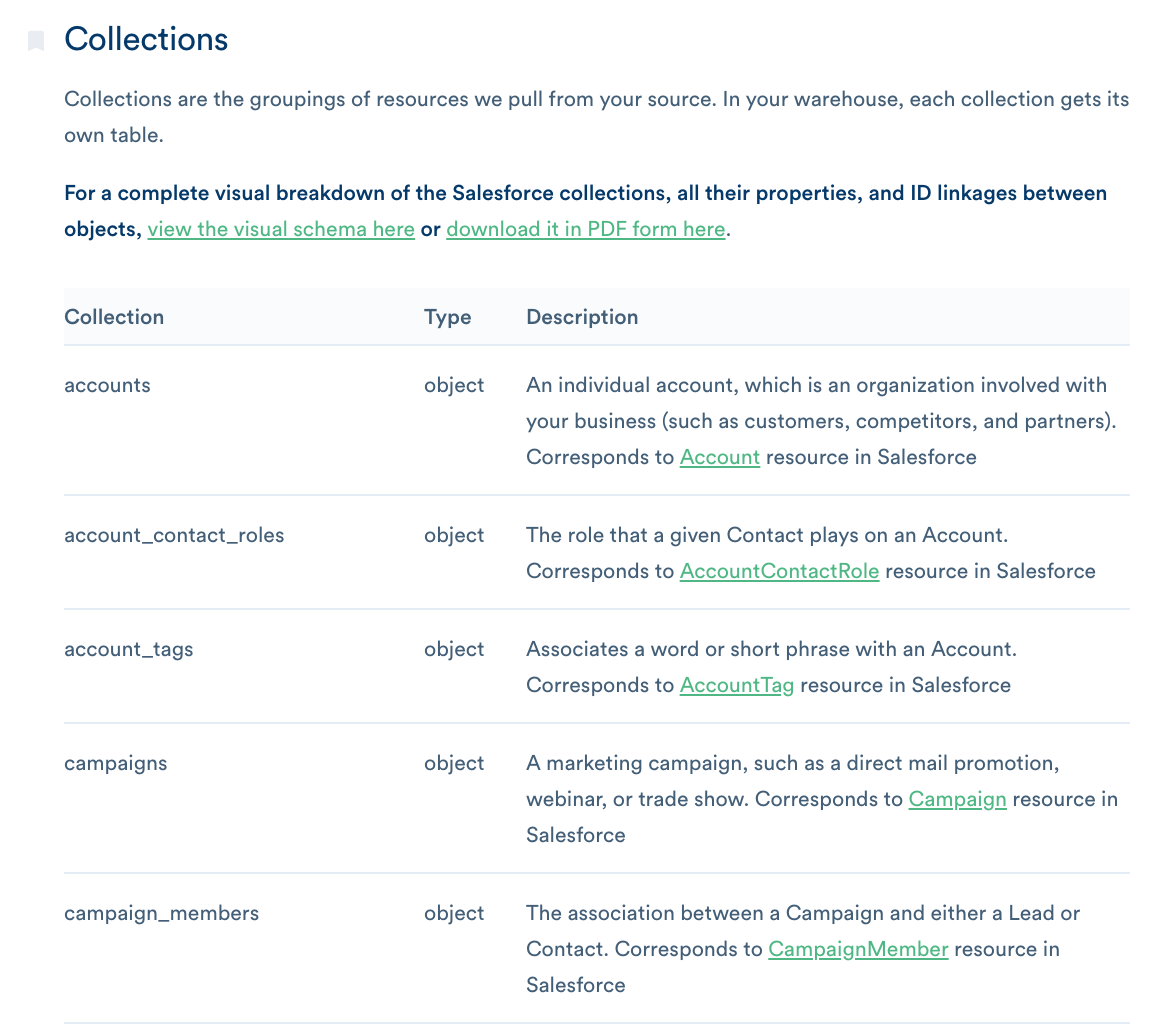 Collections
Collections are the groupings of resources we pull from your source. In your warehouse, each collection gets its
own table.
For a complete visual breakdown of the Salesforce collections, all their properties, and ID linkages between
objects, view the visual schema here or download it in PDF form here.
Collection Type Description
accounts object An individual account, which is an organization involved with
your business (such as customers, competitors, and partners).
Corresponds to Account resource in Salesforce
account_contact_roles object The role that a given Contact plays on an Account.
Corresponds to AccountContactRole resource in Salesforce
account_tags object Associates a word or short phrase with an Account.
Corresponds to AccountTag resource in Salesforce
campaigns object A marketing campaign, such as a direct mail promotion,
webinar, or trade show. Corresponds to Campaign resource in
Salesforce
campaign_members object The association between a Campaign and either a Lead or
Contact. Corresponds to CampaignMember resource in
Salesforce